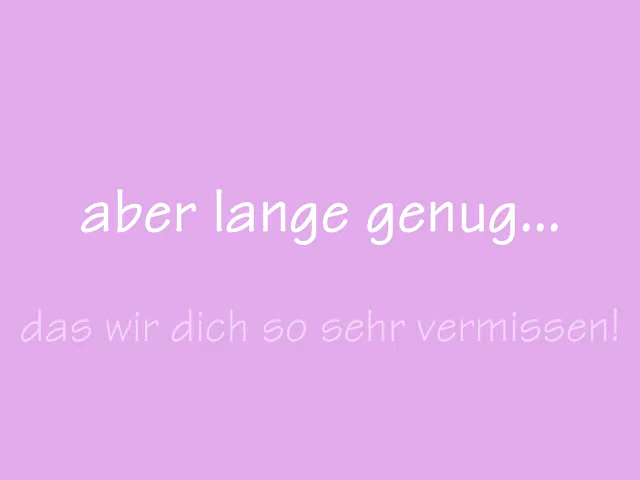 aber lange genug...
das wir dich so sehr vermissen!